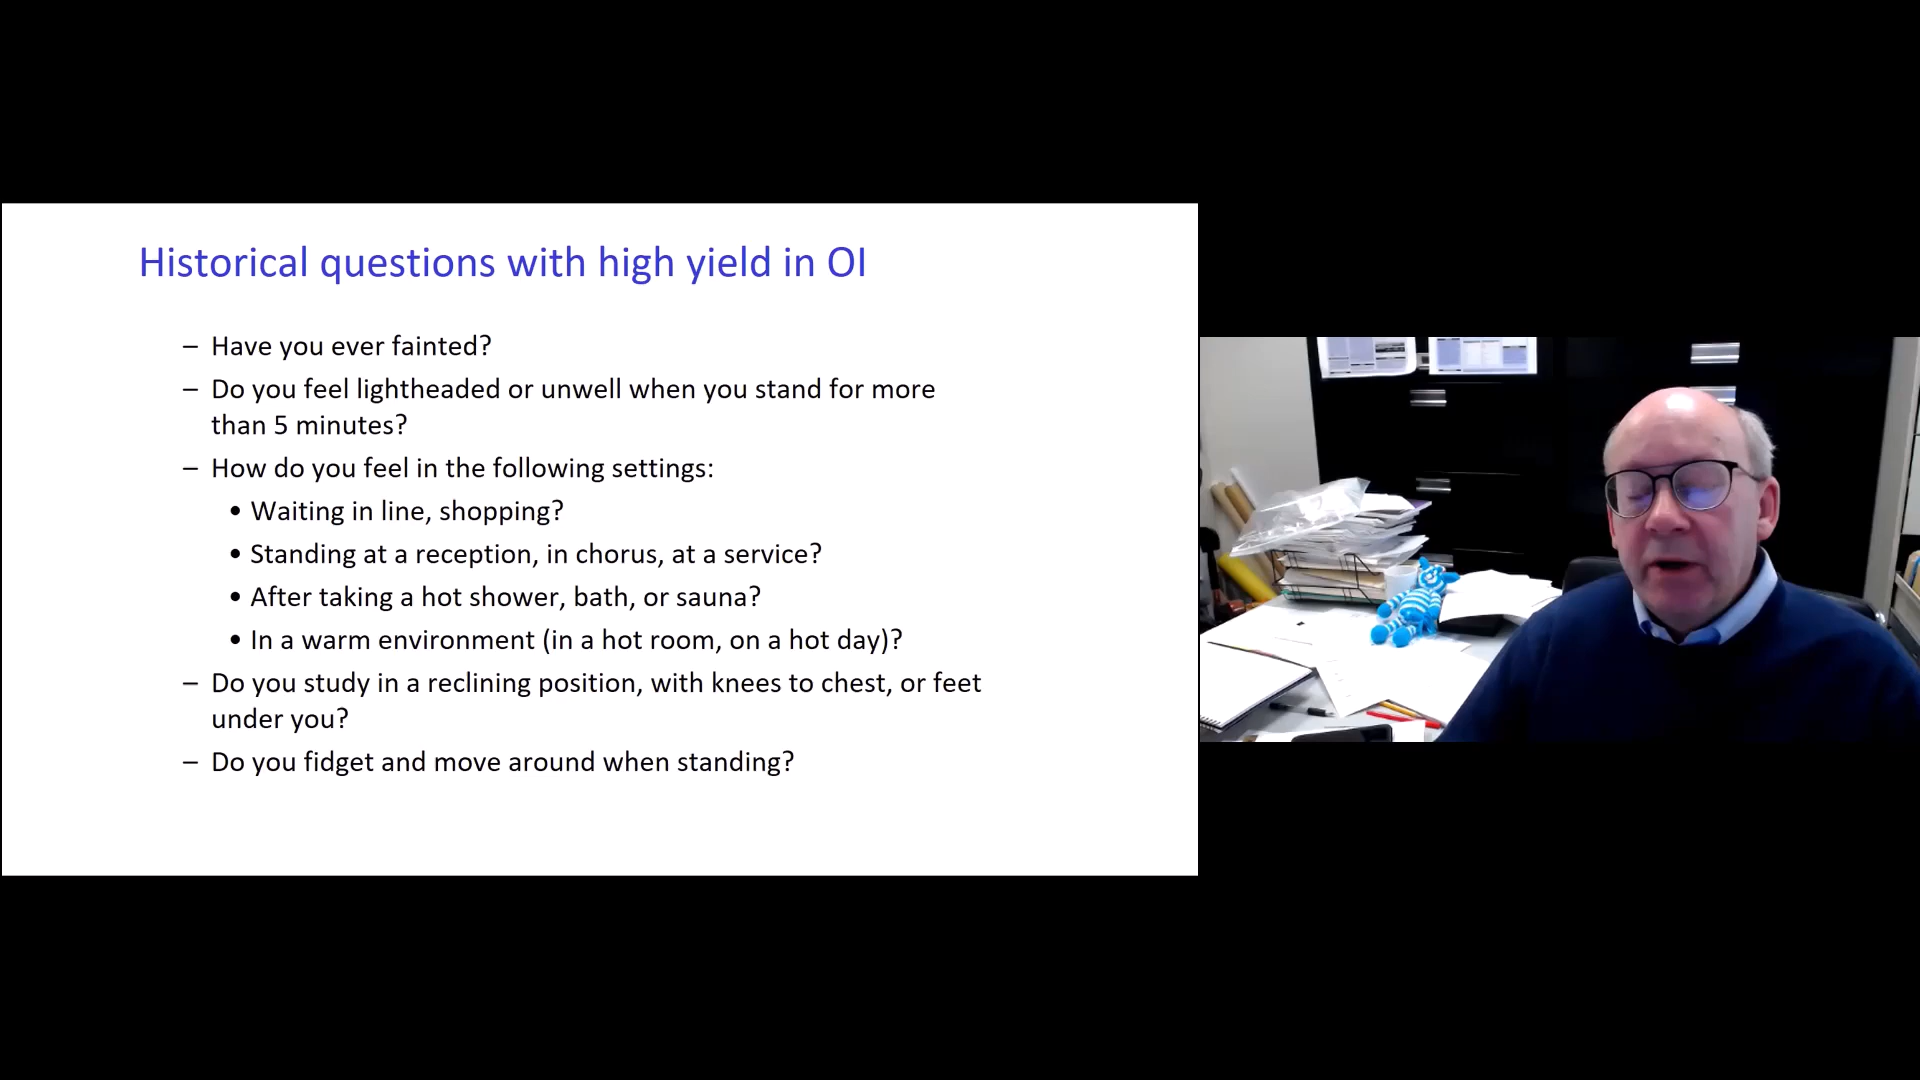 Historical questions with high yield in OI
– Have you ever fainted?
– Do you feel lightheaded or unwell when you stand for more
than 5 minutes?
– How do you feel in the following settings:
• Waiting in line, shopping?
• Standing at a reception, in chorus, at a service?
• After taking a hot shower, bath, or sauna?
• In a warm environment (in a hot room, on a hot day)?
– Do you study in a reclining position, with knees to chest, or feet
under you?
– Do you fidget and move around when standing?